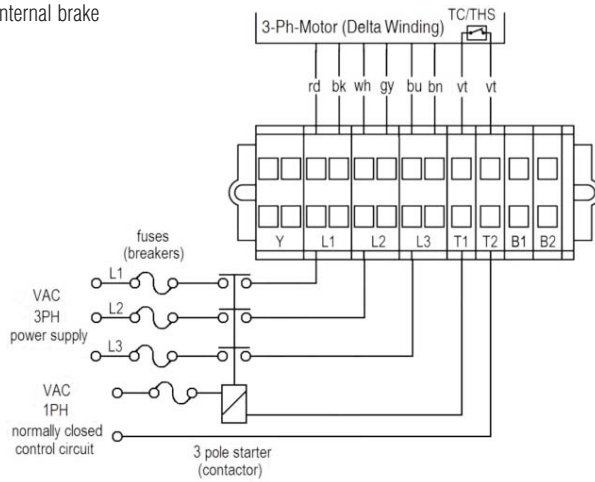 nternal brake
3-Ph-Motor (Delta Winding)
TC/THS
rd bk wh gy bu bn vt vt
Y L1 L2 L3 T1 T2 B1 B2
fuses
(breakers)
L1
VAC
L2
3PH
power supply
L3
VAC
1PH
normally closed
control circuit
3 pole starter
(contactor)